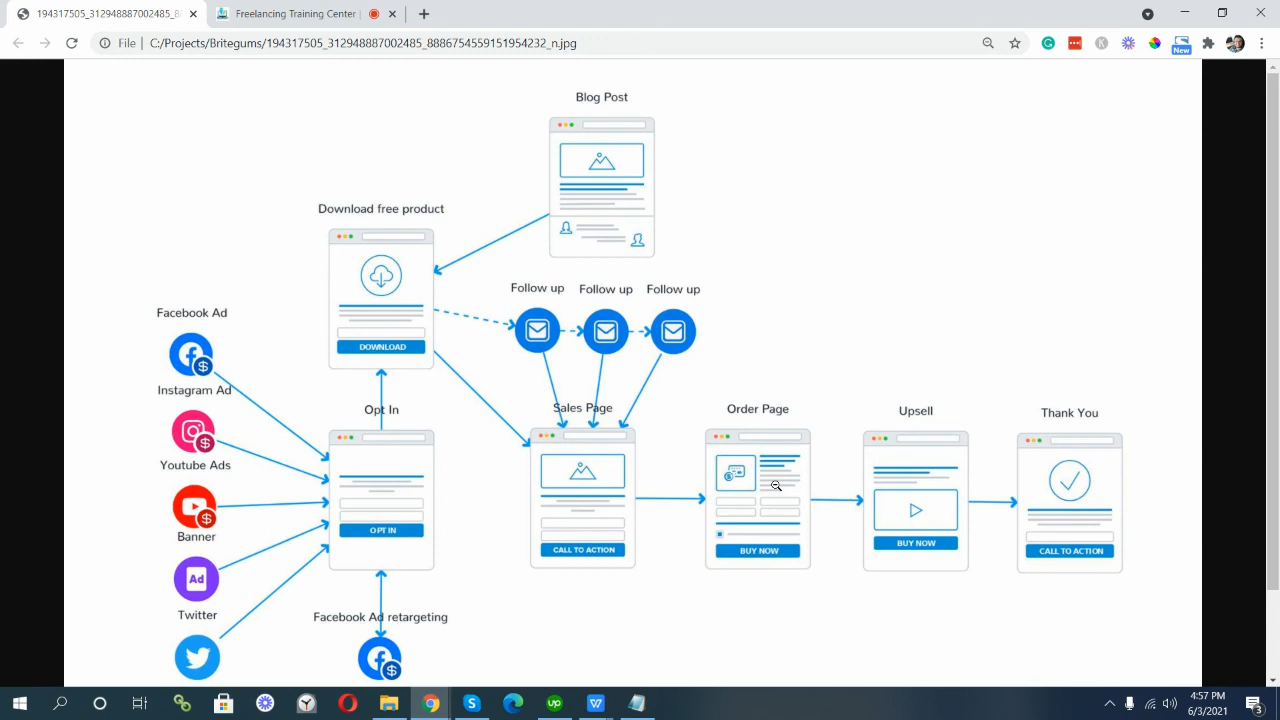 194317505_312948887002485_8
Freelancing Training Center |
File | C:/Projects/Britegums/194317505_312948887002485_8886754559151954232_n.jpg
New
Blog Post
Download free product
DOWNLOAD
Follow up
Follow up
Follow up
Facebook Ad
Instagram Ad
Youtube Ads
Banner
Ad
Twitter
Opt In
OPT IN
Facebook Ad retargeting
Sales Page
CALL TO ACTION
Order Page
BUY NOW
Upsell
BUY NOW
Thank You
CALL TO ACTION
4:57 PM
6/3/2021
3